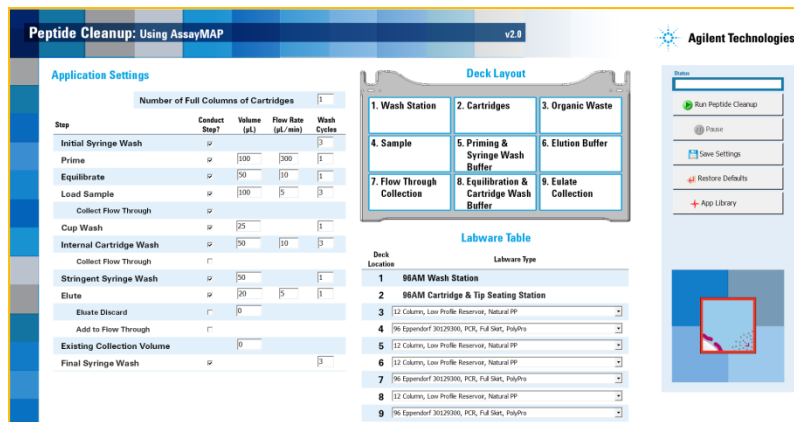 Peptide Cleanup: Using AssayMAP v2.0
Agilent Technologies
Application Settings
Number of Full Columns of Cartridges 1
Step Conduct Step? Volume (µL) Flow Rate (µL/min) Wash Cycles
Initial Syringe Wash 3
Prime 100 300 1
Equilibrate 50 10 1
Load Sample 100 5 3
Collect Flow Through
Cup Wash 25 1
Internal Cartridge Wash 50 10 3
Collect Flow Through
Stringent Syringe Wash 50 1
Elute 20 5 1
Eluate Discard 0
Add to Flow Through
Existing Collection Volume 0
Final Syringe Wash 3
Deck Layout
1. Wash Station
2. Cartridges
3. Organic Waste
4. Sample
5. Priming &
Syringe Wash
Buffer
6. Elution Buffer
7. Flow Through
Collection
8. Equilibration &
Cartridge Wash
Buffer
9. Eulate
Collection
Labware Table
Deck Location Labware Type
1 96AM Wash Station
2 96AM Cartridge & Tip Seating Station
3 12 Column, Low Profile Reservoir, Natural PP
4 96 Eppendorf 30129300, PCR, Full Skirt, PolyPro
5 12 Column, Low Profile Reservoir, Natural PP
6 12 Column, Low Profile Reservoir, Natural PP
7 96 Eppendorf 30129300, PCR, Full Skirt, PolyPro
8 12 Column, Low Profile Reservoir, Natural PP
9 96 Eppendorf 30129300, PCR, Full Skirt, PolyPro
Status
Run Peptide Cleanup
Pause
Save Settings
Restore Defaults
App Library